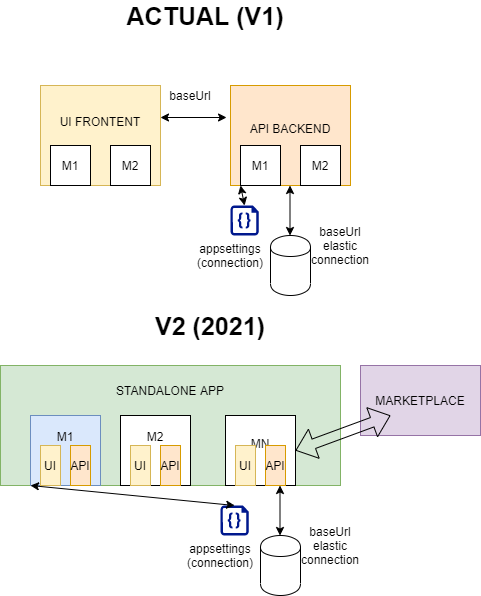 ACTUAL (V1)
baseUrl
UI FRONTENT
API BACKEND
M1
M2
M1
M2
{}
appsettings
(connection)
baseUrl
elastic
connection
V2 (2021)
STANDALONE APP
MARKETPLACE
M1
M2
MN
UI
API
UI
API
UI
API
{}
appsettings
(connection)
baseUrl
elastic
connection